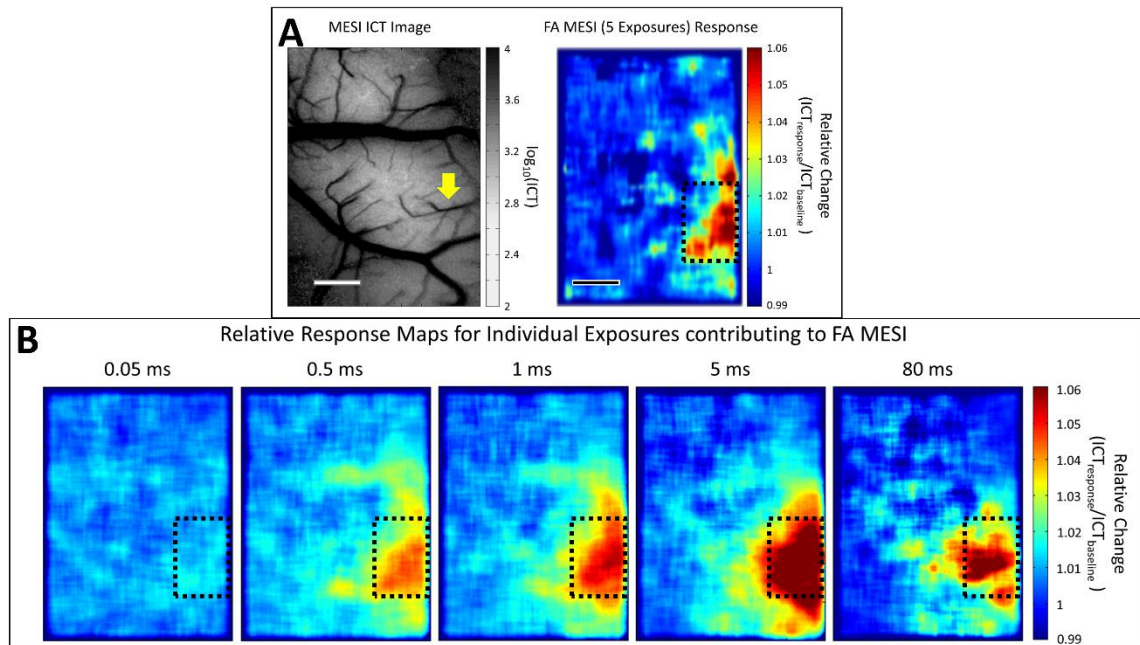 A
MESI ICT Image
4
3.6
3.2
2.8
2.4
2
log10(ICT)
FA MESI (5 Exposures) Response
1.06
1.05
1.04
1.03
1.02
1.01
1
0.99
Relative Change
(ICTresponse/ICTbaseline)
B
Relative Response Maps for Individual Exposures contributing to FA MESI
0.05 ms
0.5 ms
1 ms
5 ms
80 ms
1.06
1.05
1.04
1.03
1.02
1.01
1
0.99
Relative Change
(ICTresponse/ICTbaseline)